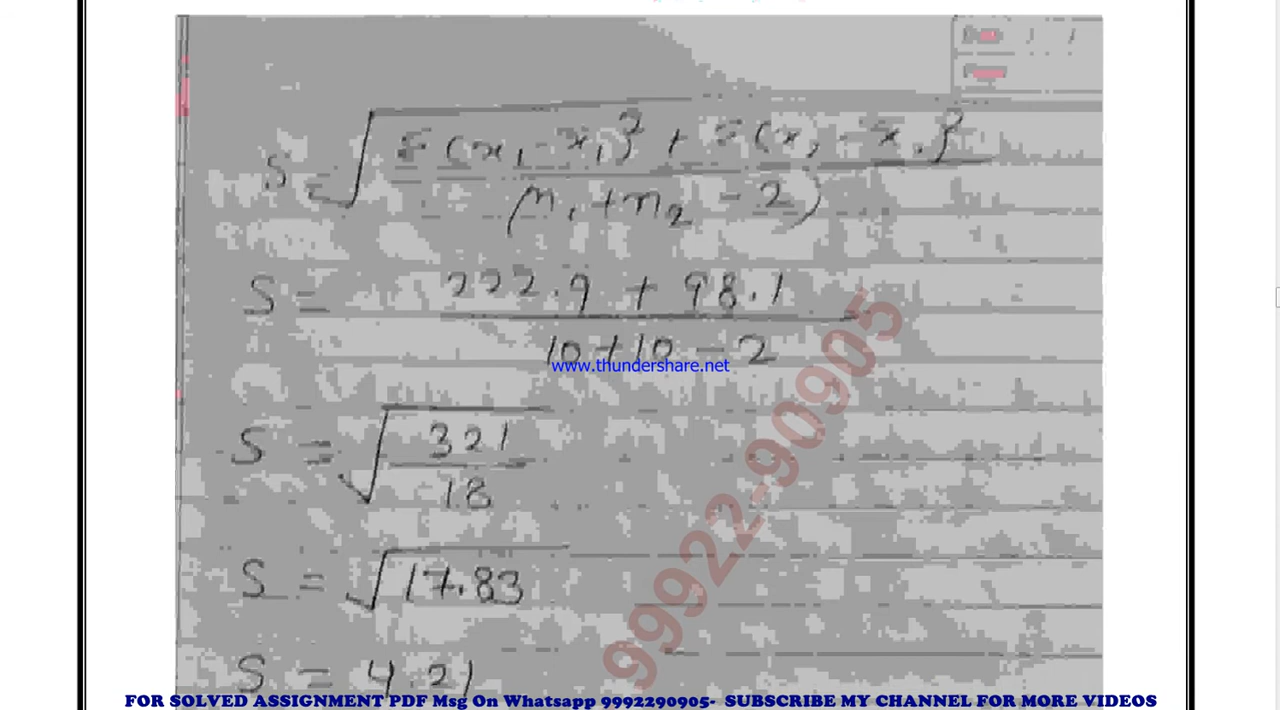 S = √ Σ(x₁ - x̄₁)² + Σ(x₂ - x̄₂)²
(n₁ + n₂ - 2)
S = 222.9 + 98.1
10 + 10 - 2
www.thundershare.net
S = √ 321
18
S = √17.83
S = 4.21
99922-90905
FOR SOLVED ASSIGNMENT PDF Msg On Whatsapp 9992290905- SUBSCRIBE MY CHANNEL FOR MORE VIDEOS